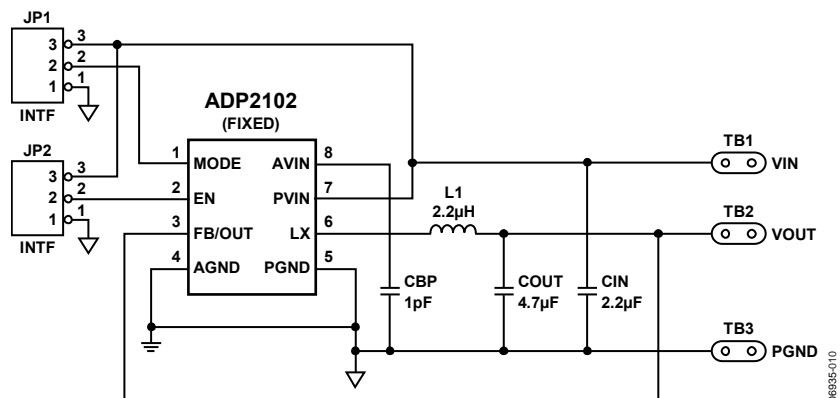 JP1
3 3
2 2
1 1
INTF
JP2
3 3
2 2
1 1
INTF
ADP2102
(FIXED)
1 MODE AVIN 8
2 EN PVIN 7
3 FB/OUT LX 6
4 AGND PGND 5
L1
2.2µH
CBP
1pF
COUT
4.7µF
CIN
2.2µF
TB1
VIN
TB2
VOUT
TB3
PGND
06935-010